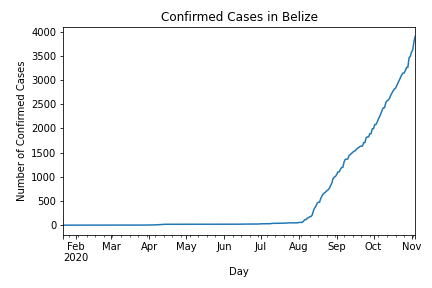 Confirmed Cases in Belize
Number of Confirmed Cases
4000
3500
3000
2500
2000
1500
1000
500
0
Feb Mar Apr May Jun Jul Aug Sep Oct Nov
2020
Day